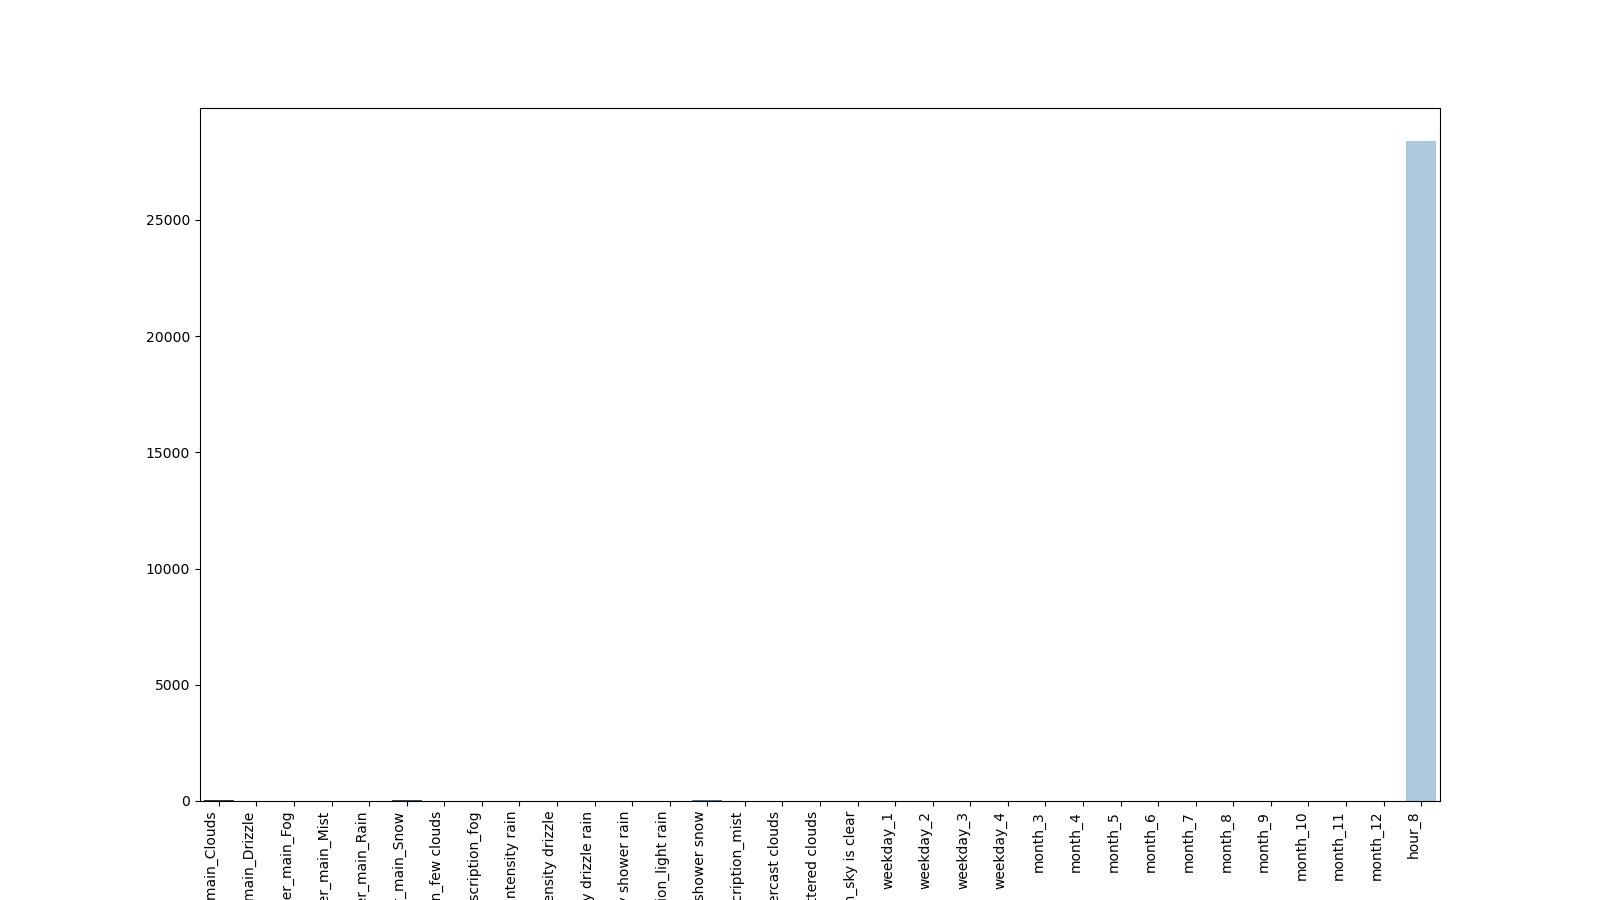 25000
20000
15000
10000
5000
0
main_Clouds
main_Drizzle
er_main_Fog
er_main_Mist
er_main_Rain
r_main_Snow
n_few clouds
scription_fog
ntensity rain
ensity drizzle
y drizzle rain
y shower rain
ion_light rain
shower snow
cription_mist
ercast clouds
ttered clouds
n_sky is clear
weekday_1
weekday_2
weekday_3
weekday_4
month_3
month_4
month_5
month_6
month_7
month_8
month_9
month_10
month_11
month_12
hour_8